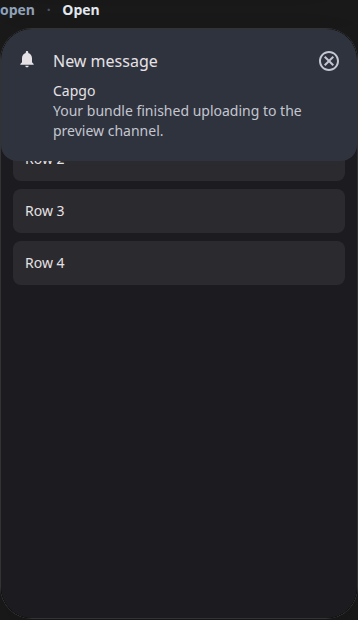 open · Open
New message
Capgo
Your bundle finished uploading to the
preview channel.
Row 2
Row 3
Row 4